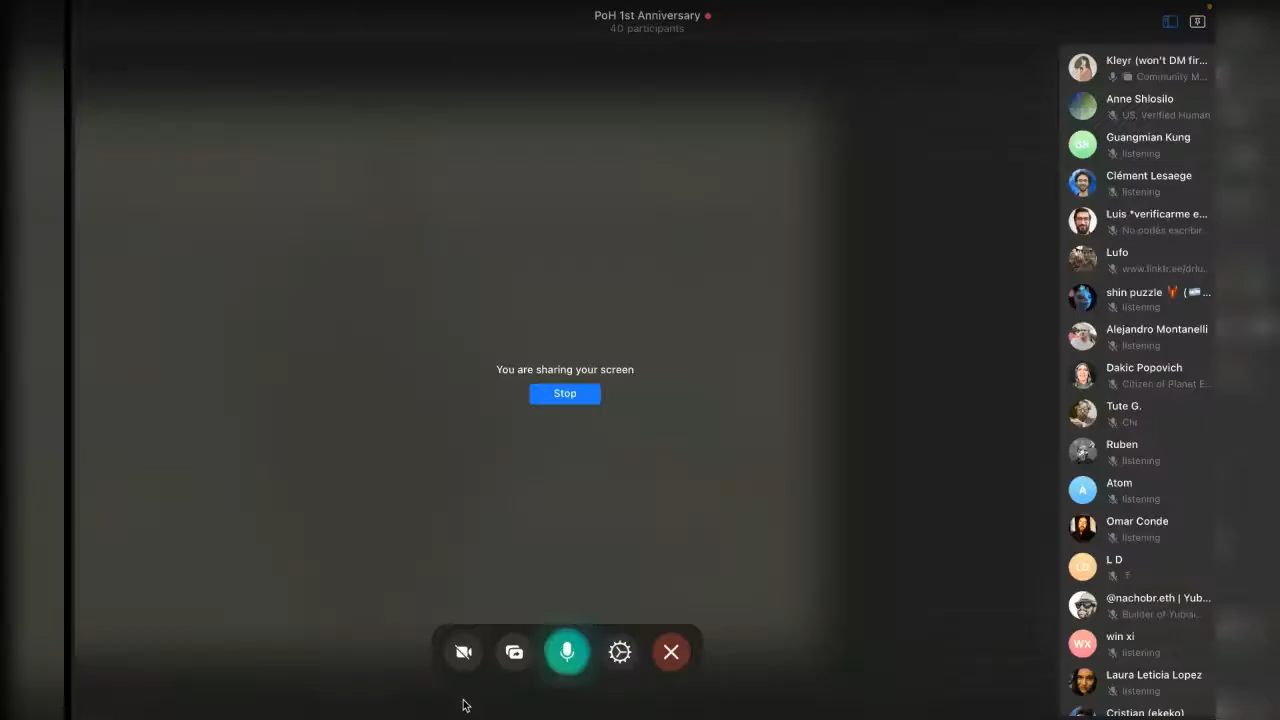 PoH 1st Anniversary
40 participants
You are sharing your screen
Stop
Kleyr (won't DM fir...
Community M...
Anne Shlosilo
US, Verified Human
GK
Guangmian Kung
listening
Clément Lesaege
listening
Luis *verificarme e...
No podés escribir...
Lufo
www.linktr.ee/drlu...
shin puzzle
listening
Alejandro Montanelli
listening
Dakic Popovich
Citizen of Planet E...
Tute G.
Chi
Ruben
listening
A
Atom
listening
Omar Conde
listening
LD
L D
@nachobr.eth | Yub...
WX
win xi
listening
Laura Leticia Lopez
listening
Cristian (ekeko)